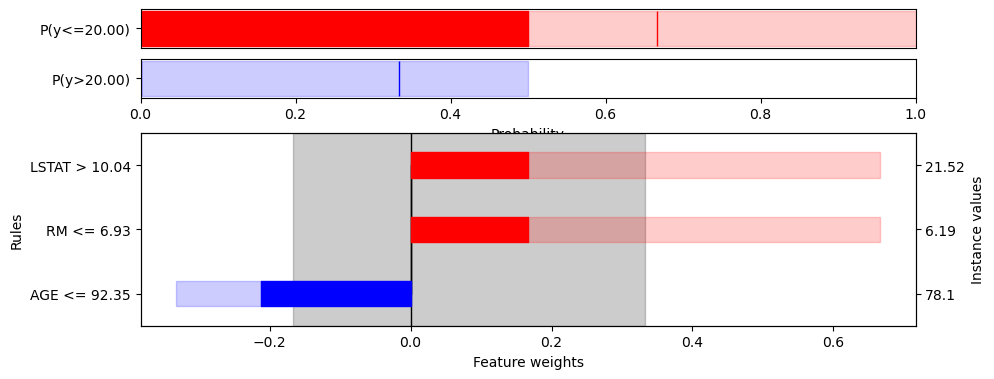 P(y<=20.00)
P(y>20.00)
0.0 0.2 0.4 0.6 0.8 1.0
Probability
LSTAT > 10.04 21.52
RM <= 6.93 6.19
AGE <= 92.35 78.1
Rules
Instance values
−0.2 0.0 0.2 0.4 0.6
Feature weights